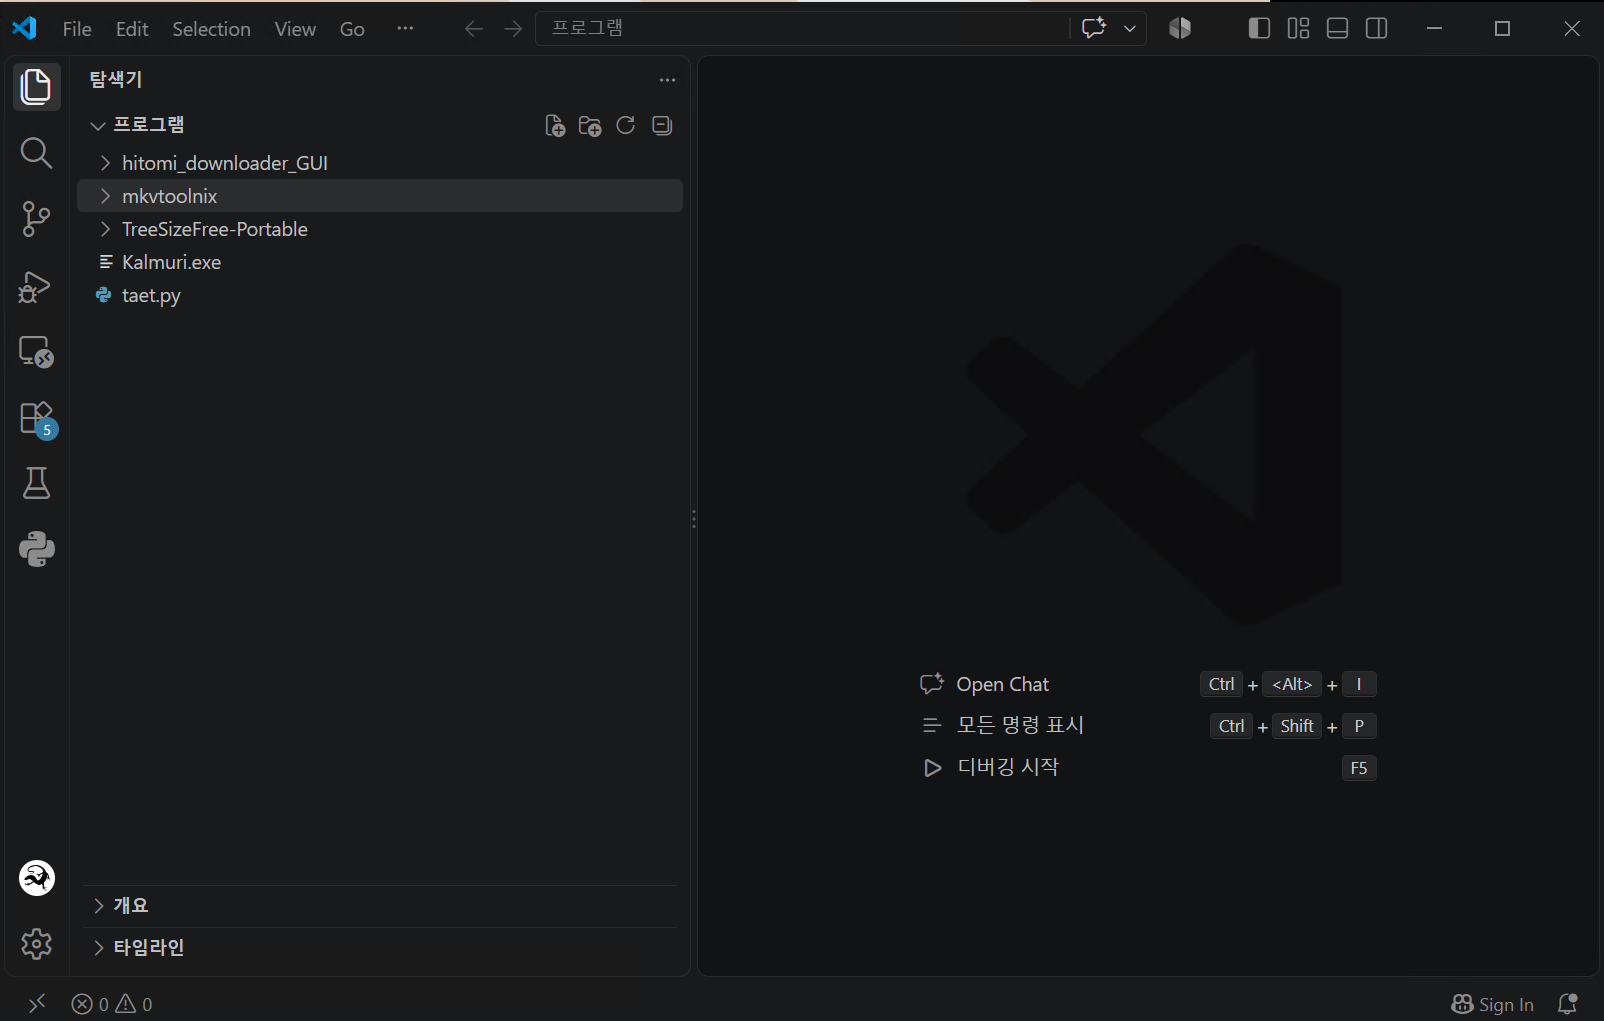 File Edit Selection View Go ··· 프로그램
탐색기
프로그램
hitomi_downloader_GUI
mkvtoolnix
TreeSizeFree-Portable
Kalmuri.exe
taet.py
5
Open Chat Ctrl + <Alt> + I
모든 명령 표시 Ctrl + Shift + P
디버깅 시작 F5
개요
타임라인
0 0 Sign In